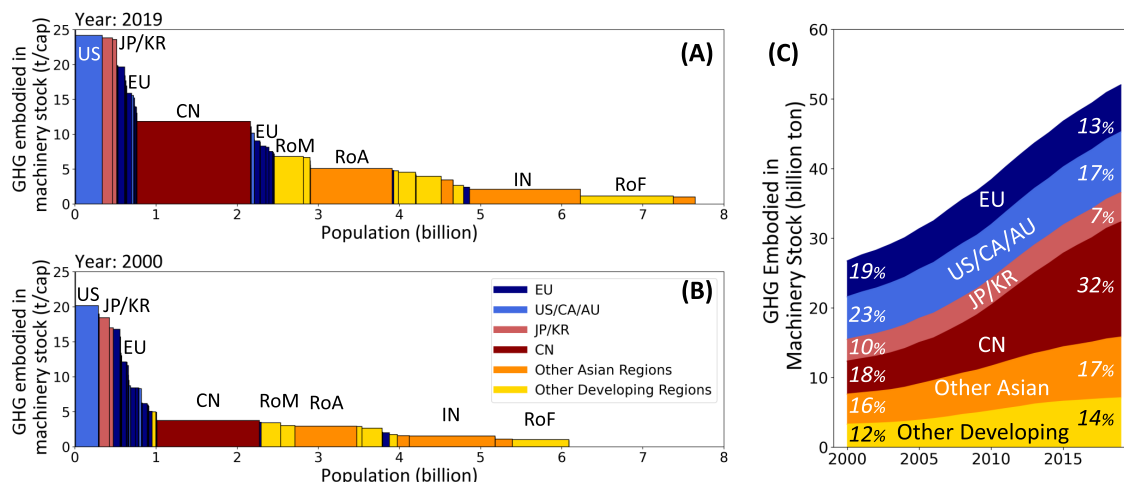 Year: 2019
(A)
GHG embodied in
machinery stock (t/cap)
25
20
15
10
5
0
US
JP/KR
EU
CN
EU
RoM
RoA
IN
RoF
0 1 2 3 4 5 6 7 8
Population (billion)
Year: 2000
(B)
GHG embodied in
machinery stock (t/cap)
25
20
15
10
5
0
US
JP/KR
EU
CN
RoM
RoA
IN
RoF
EU
US/CA/AU
JP/KR
CN
Other Asian Regions
Other Developing Regions
0 1 2 3 4 5 6 7 8
Population (billion)
(C)
GHG Embodied in
Machinery Stock (billion ton)
60
50
40
30
20
10
0
19%
EU
13%
23%
US/CA/AU
17%
10%
JP/KR
7%
18%
CN
32%
16%
Other Asian
17%
12%
Other Developing
14%
2000 2005 2010 2015